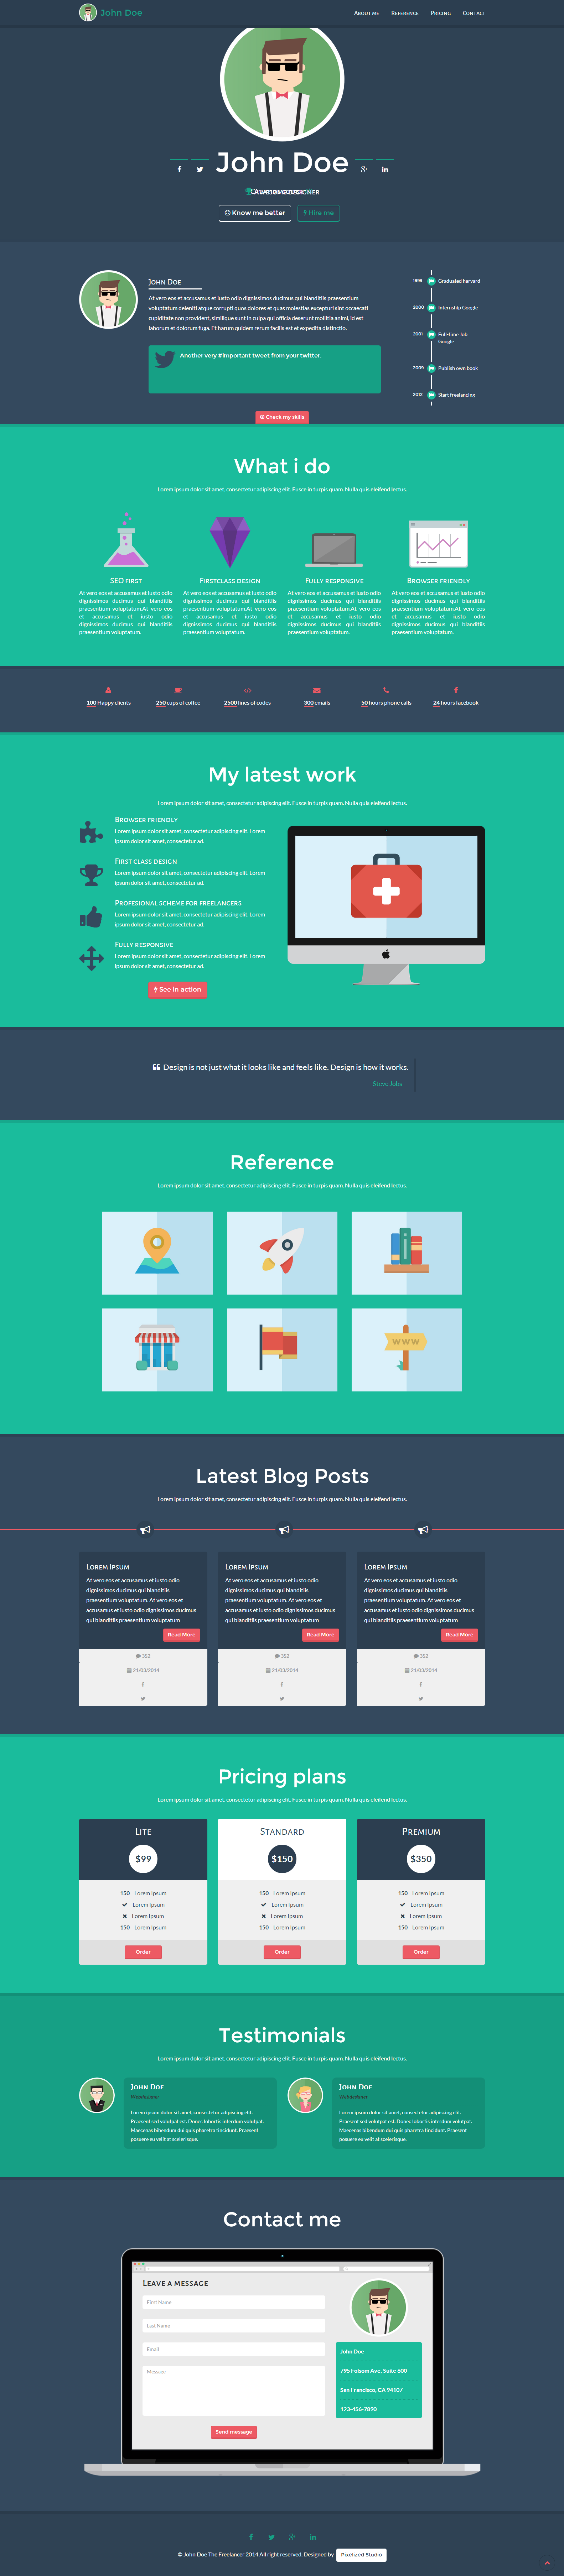 John Doe
About me Reference Pricing Contact
John Doe
Know me better Hire me
John Doe
At vero eos et accusamus et iusto odio dignissimos ducimus qui blanditiis praesentium
voluptatum deleniti atque corrupti quos dolores et quas molestias excepturi sint occaecati
cupiditate non provident, similique sunt in culpa qui officia deserunt mollitia animi, id est
laborum et dolorum fuga. Et harum quidem rerum facilis est et expedita distinctio.
Another very #important tweet from your twitter.
1999 Graduated harvard
2000 Internship Google
2001 Full-time Job
Google
2009 Publish own book
2012 Start freelancing
Check my skills
What i do
Lorem ipsum dolor sit amet, consectetur adipiscing elit. Fusce in turpis quam. Nulla quis eleifend lectus.
SEO first
At vero eos et accusamus et iusto odio
dignissimos ducimus qui blanditiis
praesentium voluptatum.At vero eos
et accusamus et iusto odio
dignissimos ducimus qui blanditiis
praesentium voluptatum.
Firstclass design
At vero eos et accusamus et iusto odio
dignissimos ducimus qui blanditiis
praesentium voluptatum.At vero eos
et accusamus et iusto odio
dignissimos ducimus qui blanditiis
praesentium voluptatum.
Fully responsive
At vero eos et accusamus et iusto odio
dignissimos ducimus qui blanditiis
praesentium voluptatum.At vero eos
et accusamus et iusto odio
dignissimos ducimus qui blanditiis
praesentium voluptatum.
Browser friendly
At vero eos et accusamus et iusto odio
dignissimos ducimus qui blanditiis
praesentium voluptatum.At vero eos
et accusamus et iusto odio
dignissimos ducimus qui blanditiis
praesentium voluptatum.
100 Happy clients
250 cups of coffee
2500 lines of codes
300 emails
50 hours phone calls
24 hours facebook
My latest work
Lorem ipsum dolor sit amet, consectetur adipiscing elit. Fusce in turpis quam. Nulla quis eleifend lectus.
Browser friendly
Lorem ipsum dolor sit amet, consectetur adipiscing elit. Lorem
ipsum dolor sit amet, consectetur ad.
First class design
Lorem ipsum dolor sit amet, consectetur adipiscing elit. Lorem
ipsum dolor sit amet, consectetur ad.
Profesional scheme for freelancers
Lorem ipsum dolor sit amet, consectetur adipiscing elit. Lorem
ipsum dolor sit amet, consectetur ad.
Fully responsive
Lorem ipsum dolor sit amet, consectetur adipiscing elit. Lorem
ipsum dolor sit amet, consectetur ad.
See in action
“ Design is not just what it looks like and feels like. Design is how it works.
Steve Jobs —
Reference
Lorem ipsum dolor sit amet, consectetur adipiscing elit. Fusce in turpis quam. Nulla quis eleifend lectus.
WWW
Latest Blog Posts
Lorem ipsum dolor sit amet, consectetur adipiscing elit. Fusce in turpis quam. Nulla quis eleifend lectus.
Lorem Ipsum
At vero eos et accusamus et iusto odio
dignissimos ducimus qui blanditiis
praesentium voluptatum. At vero eos et
accusamus et iusto odio dignissimos ducimus
qui blanditiis praesentium voluptatum
Read More
352
21/03/2014
Lorem Ipsum
At vero eos et accusamus et iusto odio
dignissimos ducimus qui blanditiis
praesentium voluptatum. At vero eos et
accusamus et iusto odio dignissimos ducimus
qui blanditiis praesentium voluptatum
Read More
352
21/03/2014
Lorem Ipsum
At vero eos et accusamus et iusto odio
dignissimos ducimus qui blanditiis
praesentium voluptatum. At vero eos et
accusamus et iusto odio dignissimos ducimus
qui blanditiis praesentium voluptatum
Read More
352
21/03/2014
Pricing plans
Lorem ipsum dolor sit amet, consectetur adipiscing elit. Fusce in turpis quam. Nulla quis eleifend lectus.
Lite
$99
150 Lorem Ipsum
Lorem Ipsum
Lorem Ipsum
150 Lorem Ipsum
Order
Standard
$150
150 Lorem Ipsum
Lorem Ipsum
Lorem Ipsum
150 Lorem Ipsum
Order
Premium
$350
150 Lorem Ipsum
Lorem Ipsum
Lorem Ipsum
150 Lorem Ipsum
Order
Testimonials
Lorem ipsum dolor sit amet, consectetur adipiscing elit. Fusce in turpis quam. Nulla quis eleifend lectus.
John Doe
Webdesigner
Lorem ipsum dolor sit amet, consectetur adipiscing elit.
Praesent sed volutpat est. Donec lobortis interdum volutpat.
Maecenas bibendum dui quis pharetra tincidunt. Praesent
posuere eu velit at scelerisque.
John Doe
Webdesigner
Lorem ipsum dolor sit amet, consectetur adipiscing elit.
Praesent sed volutpat est. Donec lobortis interdum volutpat.
Maecenas bibendum dui quis pharetra tincidunt. Praesent
posuere eu velit at scelerisque.
Contact me
Leave a message
First Name
Last Name
Email
Message
Send message
John Doe
795 Folsom Ave, Suite 600
San Francisco, CA 94107
123-456-7890
© John Doe The Freelancer 2014 All right reserved. Designed by Pixelized Studio